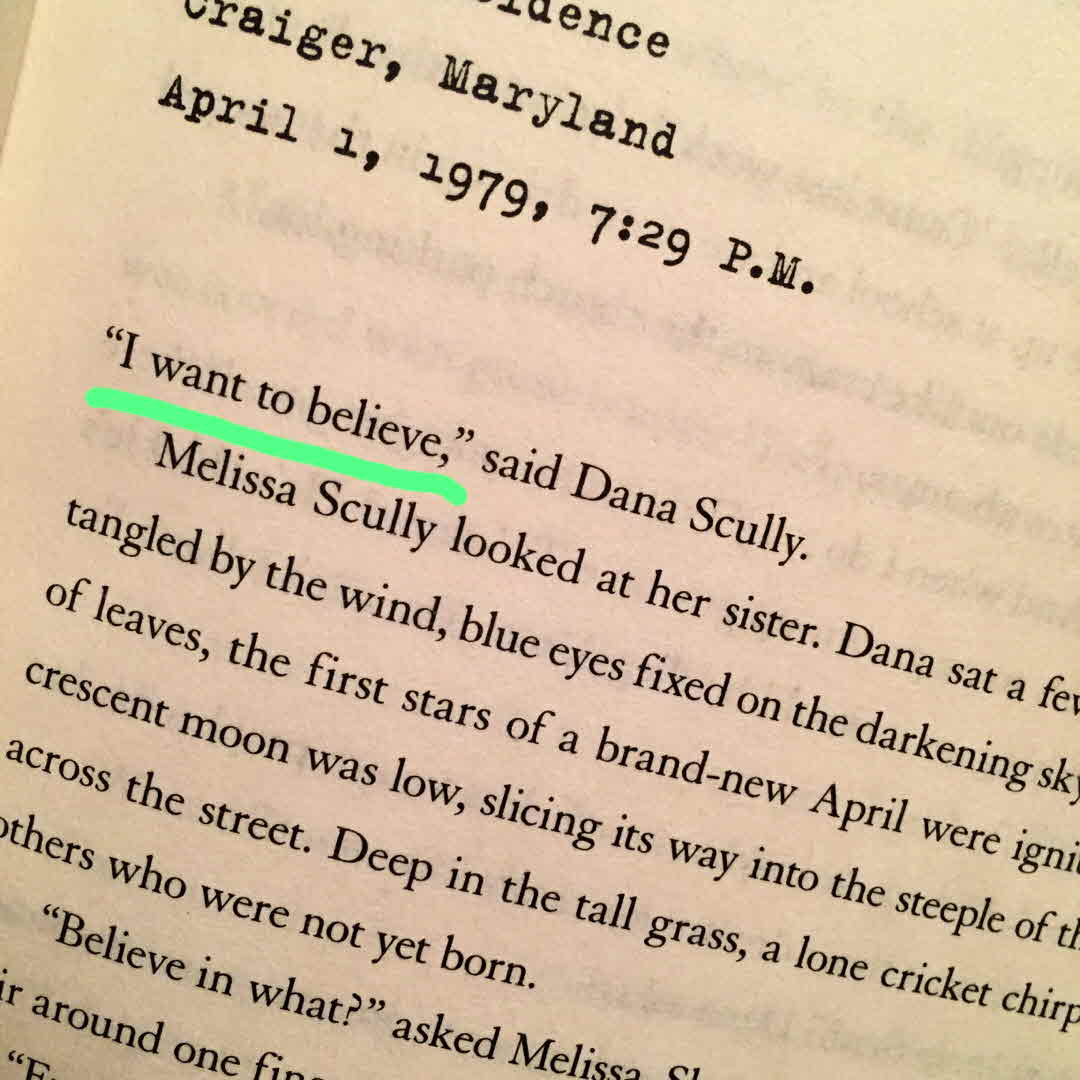 Craiger, Maryland
April 1, 1979, 7:29 P.M.
“I want to believe,” said Dana Scully.
Melissa Scully looked at her sister. Dana sat a
tangled by the wind, blue eyes fixed on the darkening
of leaves, the first stars of a brand-new April were
crescent moon was low, slicing its way into the steeple of
across the street. Deep in the tall grass, a lone cricket
others who were not yet born.
“Believe in what?” asked Melissa.
around one